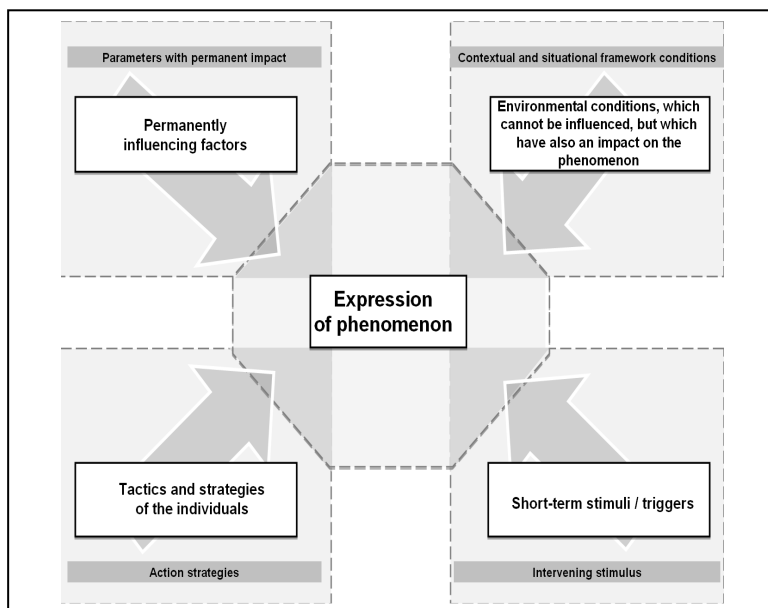 Parameters with permanent impact
Permanently
influencing factors
Contextual and situational framework conditions
Environmental conditions, which
cannot be influenced, but which
have also an impact on the
phenomenon
Expression
of phenomenon
Tactics and strategies
of the individuals
Action strategies
Short-term stimuli / triggers
Intervening stimulus